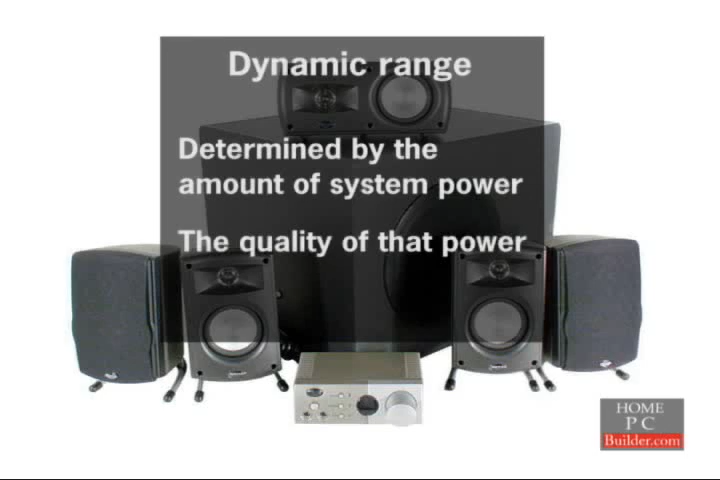 Dynamic range
Determined by the
amount of system power
The quality of that power
HOME
PC
Builder.com